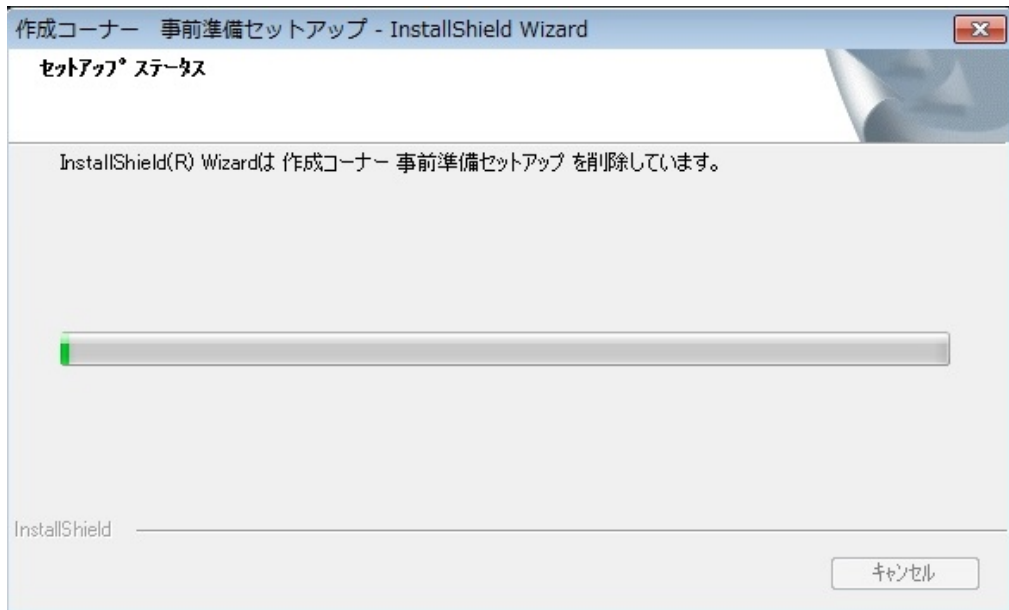 作成コーナー　事前準備セットアップ - InstallShield Wizard
セットアップ ステータス
InstallShield(R) Wizardは 作成コーナー 事前準備セットアップ を削除しています。
InstallShield
キャンセル